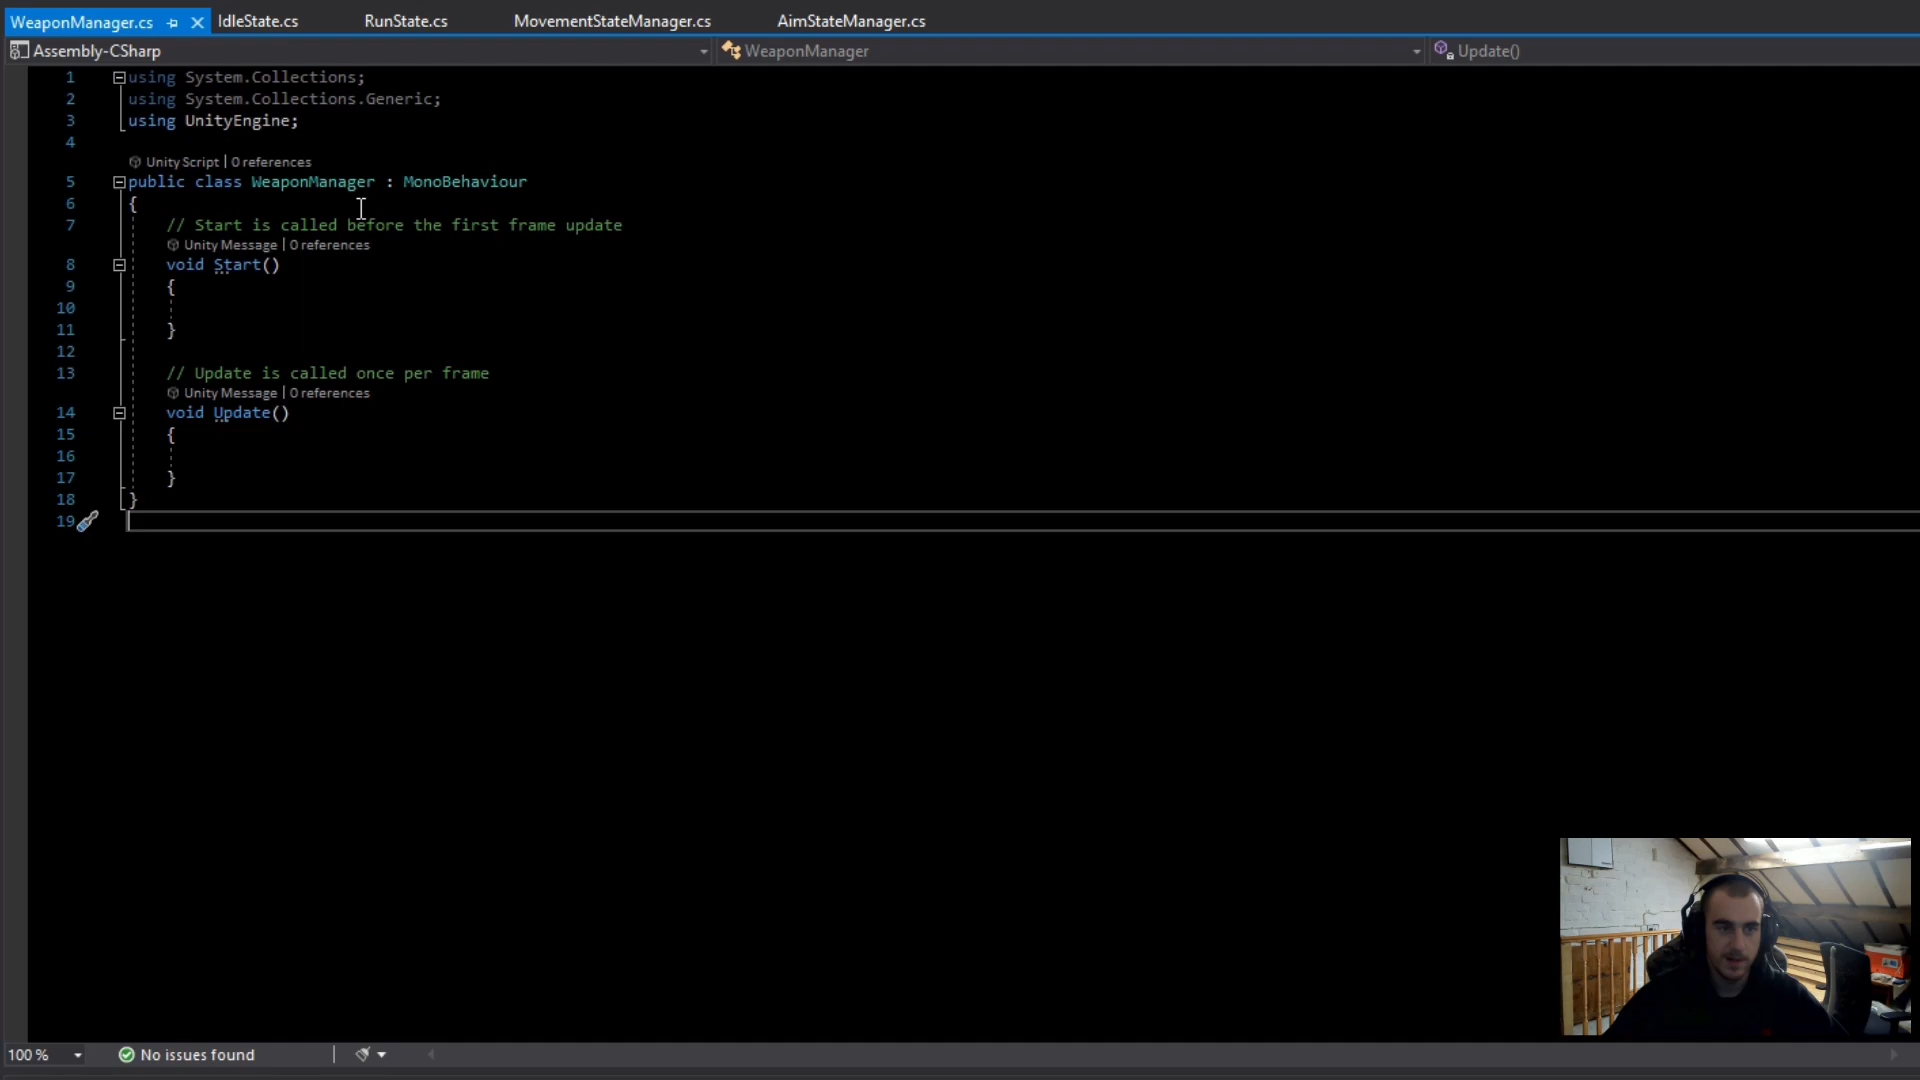 WeaponManager.cs
IdleState.cs
RunState.cs
MovementStateManager.cs
AimStateManager.cs
Assembly-CSharp
WeaponManager
Update()
1 using System.Collections;
2 using System.Collections.Generic;
3 using UnityEngine;
4
Unity Script | 0 references
5 public class WeaponManager : MonoBehaviour
6 {
7 // Start is called before the first frame update
Unity Message | 0 references
8 void Start()
9 {
10
11 }
12
13 // Update is called once per frame
Unity Message | 0 references
14 void Update()
15 {
16
17 }
18 }
19
100 %
No issues found